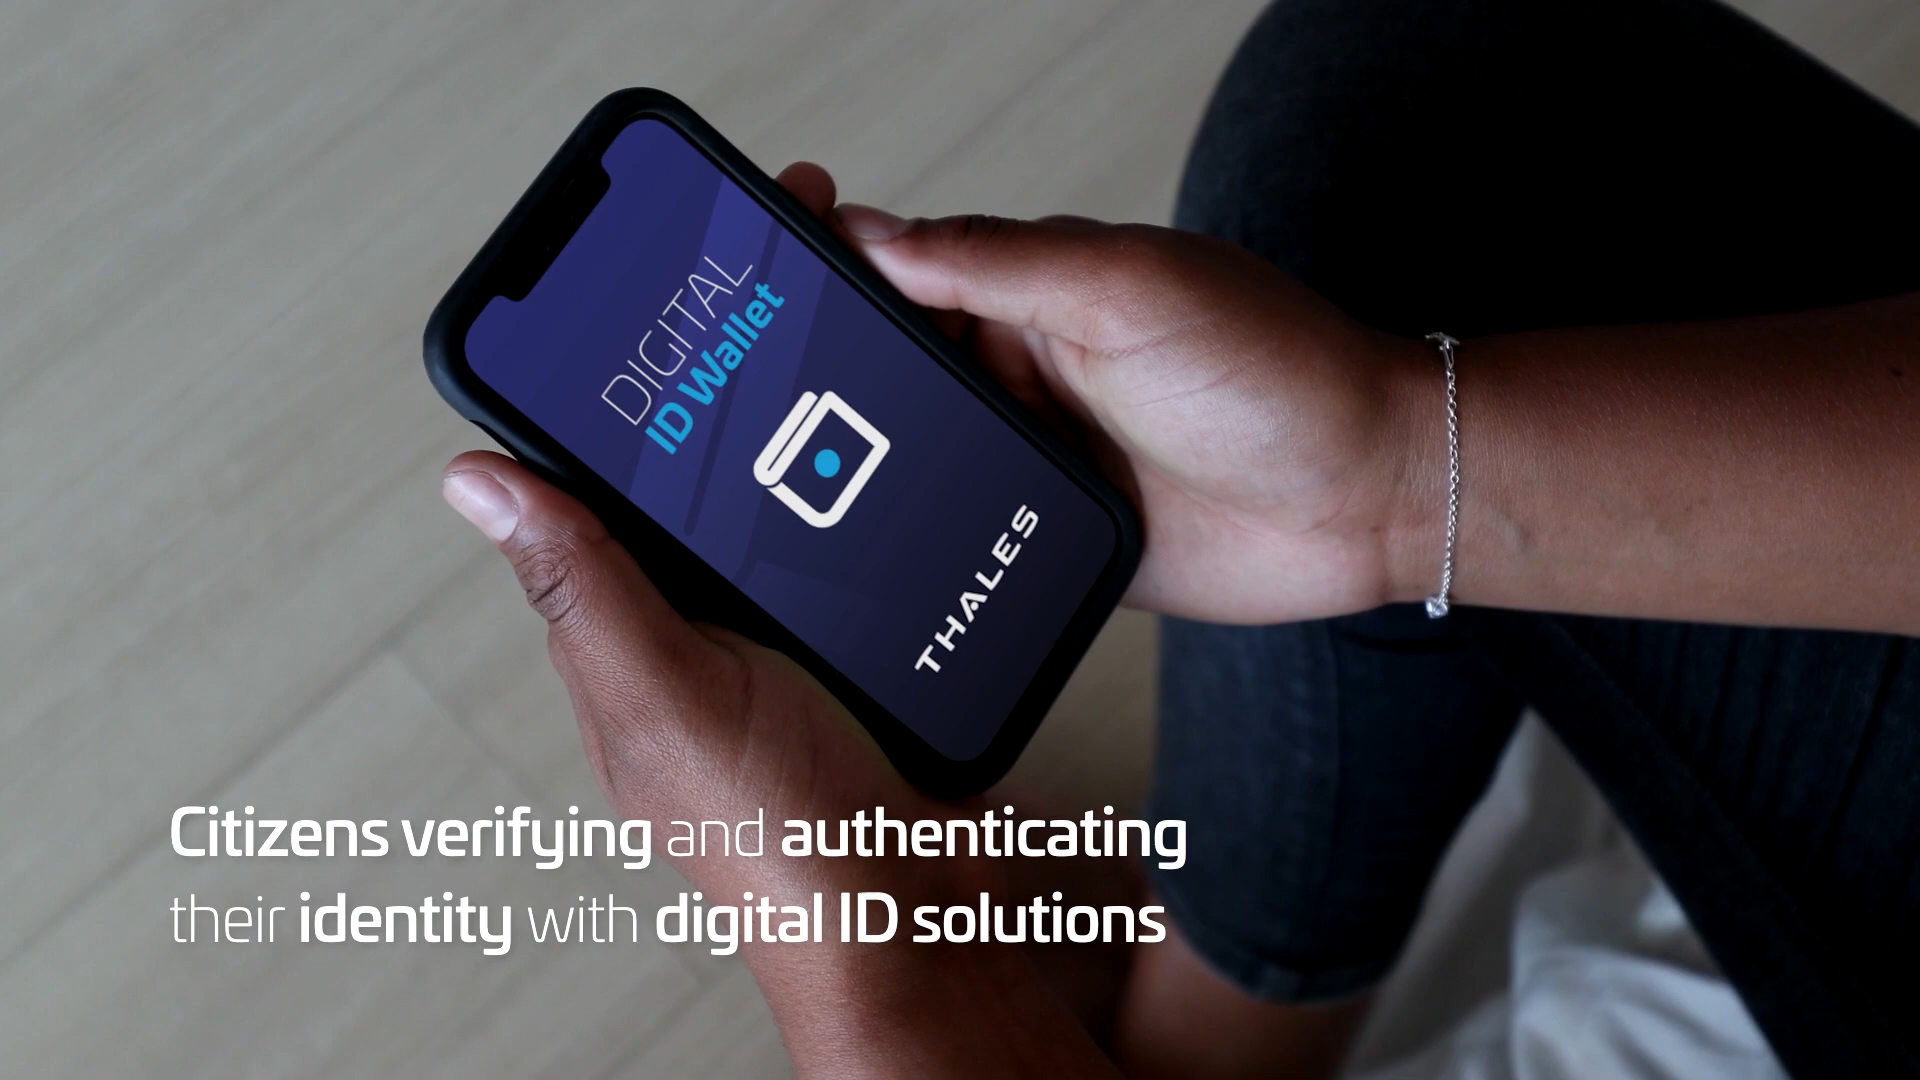 DIGITAL
ID Wallet
THALES
Citizens verifying and authenticating
their identity with digital ID solutions